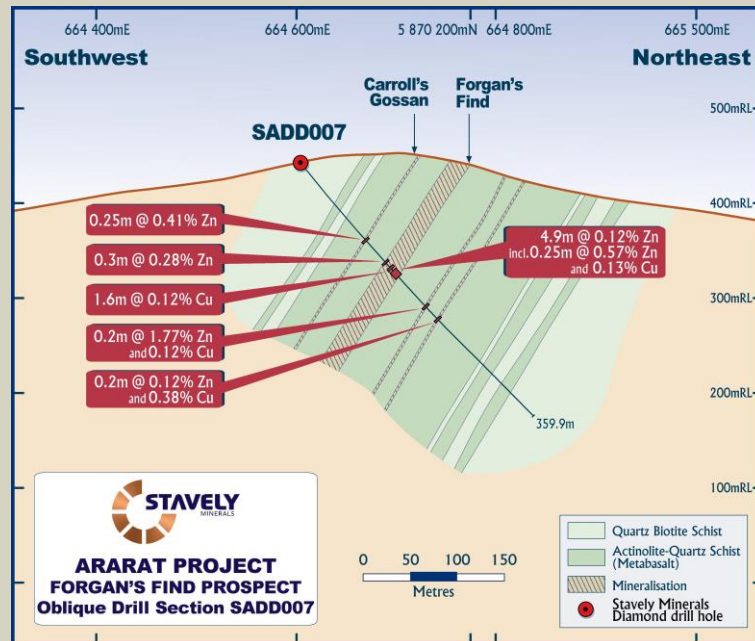 664 400mE
664 600mE
5 870 200mN
664 800mE
665 500mE
Southwest
Northeast
Carroll's
Gossan
Forgan's
Find
500mRL
SADD007
400mRL
0.25m @ 0.41% Zn
0.3m @ 0.28% Zn
1.6m @ 0.12% Cu
0.2m @ 1.77% Zn
and 0.12% Cu
0.2m @ 0.12% Zn
and 0.38% Cu
4.9m @ 0.12% Zn
incl. 0.25m @ 0.57% Zn
and 0.13% Cu
300mRL
200mRL
359.9m
100mRL
STAVELY
MINERALS
ARARAT PROJECT
FORGAN'S FIND PROSPECT
Oblique Drill Section SADD007
0 50 100 150
Metres
Quartz Biotite Schist
Actinolite-Quartz Schist
(Metabasalt)
Mineralisation
Stavely Minerals
Diamond drill hole